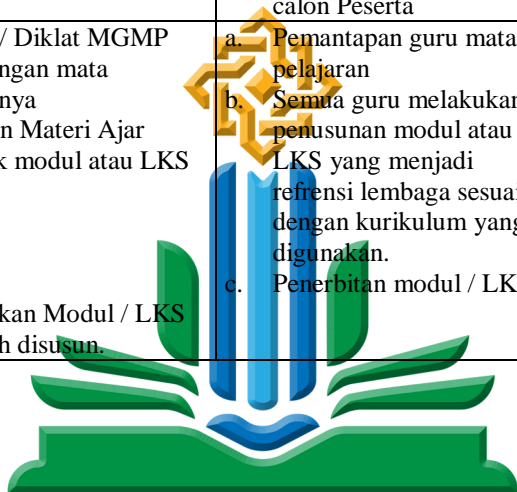 calon Peserta
/ Diklat MGMP
ngan mata
nya
n Materi Ajar
k modul atau LKS
kan Modul / LKS
h disusun.
a. Pemantapan guru mata
pelajaran
b. Semua guru melakukan
penusunan modul atau
LKS yang menjadi
refrensi lembaga sesuai
dengan kurikulum yang
digunakan.
c. Penerbitan modul / LK